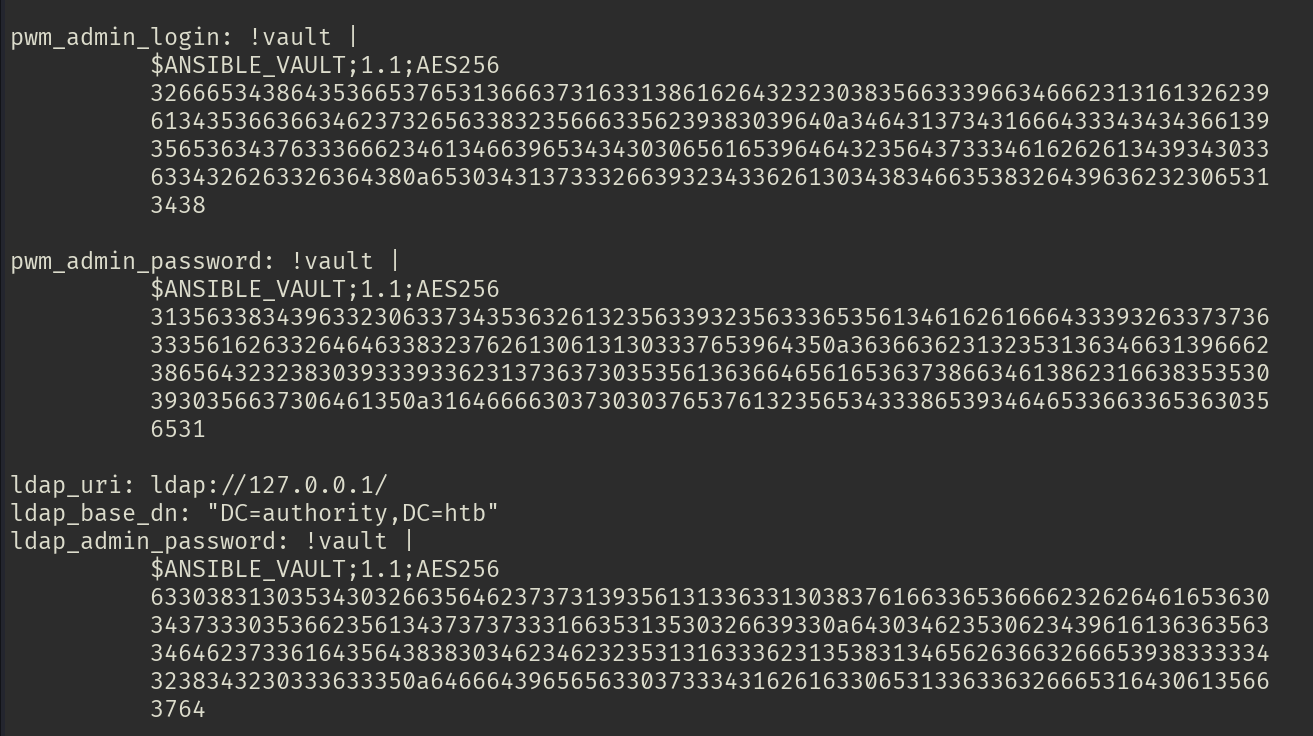 pwm_admin_login: !vault |
$ANSIBLE_VAULT;1.1;AES256
32666534386435366537653136663731633138616264323230383566333966346662313161326239
6134353663663462373265633832356663356239383039640a346431373431666433343434366139
35653634376333666234613466396534343030656165396464323564373334616262613439343033
6334326263326364380a653034313733326639323433626130343834663538326439636232306531
3438
pwm_admin_password: !vault |
$ANSIBLE_VAULT;1.1;AES256
31356338343963323063373435363261323563393235633365356134616261666433393263373736
3335616263326464633832376261306131303337653964350a363663623132353136346631396662
38656432323830393339336231373637303535613636646561653637386634613862316638353530
3930356637306461350a316466663037303037653761323565343338653934646533663365363035
6531
ldap_uri: ldap://127.0.0.1/
ldap_base_dn: "DC=authority,DC=htb"
ldap_admin_password: !vault |
$ANSIBLE_VAULT;1.1;AES256
63303831303534303266356462373731393561313363313038376166336536666232626461653630
3437333035366235613437373733316635313530326639330a643034623530623439616136363563
34646237336164356438383034623462323531316333623135383134656263663266653938333334
3238343230333633350a646664396565633037333431626163306531336336326665316430613566
3764